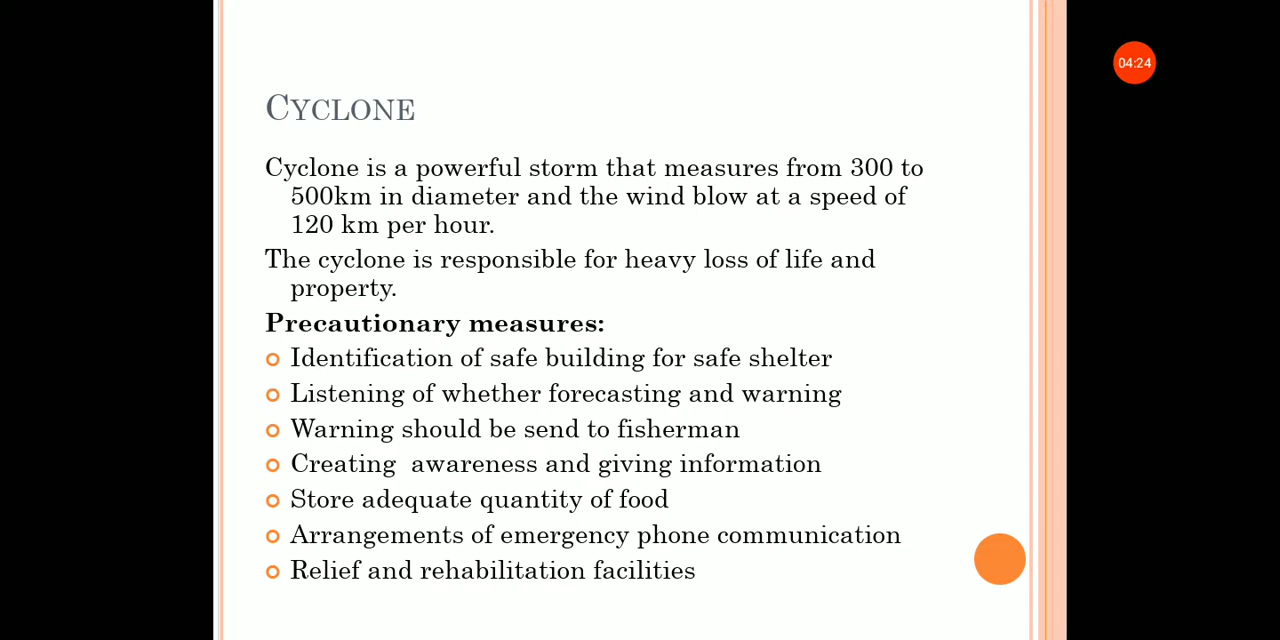 04:24
CYCLONE
Cyclone is a powerful storm that measures from 300 to
500km in diameter and the wind blow at a speed of
120 km per hour.
The cyclone is responsible for heavy loss of life and
property.
Precautionary measures:
Identification of safe building for safe shelter
Listening of whether forecasting and warning
Warning should be send to fisherman
Creating  awareness and giving information
Store adequate quantity of food
Arrangements of emergency phone communication
Relief and rehabilitation facilities